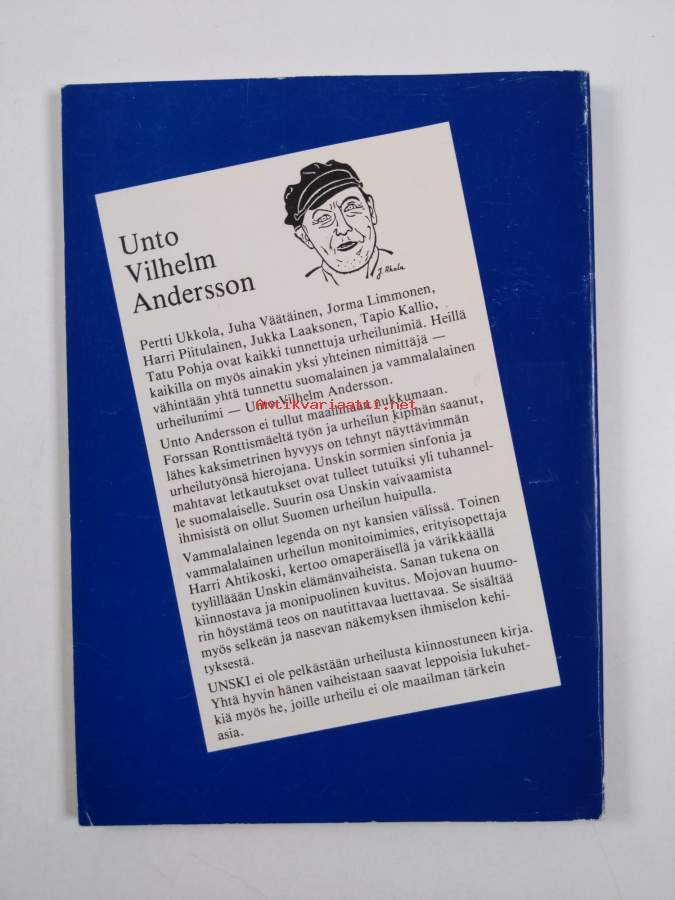 Unto
Vilhelm
Andersson
J. Ahola
Pertti Ukkola, Juha Väätäinen, Jorma Limmonen,
Harri Piitulainen, Jukka Laaksonen, Tapio Kallio,
Tatu Pohja ovat kaikki tunnettuja urheilunimiä. Heillä
kaikilla on myös ainakin yksi yhteinen nimittäjä —
vähintään yhtä tunnettu suomalainen ja vammalalainen
urheilunimi — Unto Vilhelm Andersson.
Antikvariaatti.net
Unto Andersson ei tullut maailmaan nukkumaan.
Forssan Ronttismäeltä työn ja urheilun kipinän saanut,
lähes kaksimetrinen hyvyys on tehnyt näyttävimmän
urheilutyönsä hierojana. Unskin sormien sinfonia ja
mahtavat letkautukset ovat tulleet tutuiksi yli tuhannel-
le suomalaiselle. Suurin osa Unskin vaivaamista
ihmisistä on ollut Suomen urheilun huipulla.
Vammalalainen legenda on nyt kansien välissä. Toinen
vammalalainen urheilun monitoimimies, erityisopettaja
Harri Ahtikoski, kertoo omaperäisellä ja värikkäällä
tyylillään Unskin elämänvaiheista. Sanan tukena on
kiinnostava ja monipuolinen kuvitus. Mojovan huumo-
rin höystämä teos on nautittavaa luettavaa. Se sisältää
myös selkeän ja nasevan näkemyksen ihmiselon kehi-
tyksestä.
UNSKI ei ole pelkästään urheilusta kiinnostuneen kirja.
Yhtä hyvin hänen vaiheistaan saavat leppoisia lukuhet-
kiä myös he, joille urheilu ei ole maailman tärkein
asia.